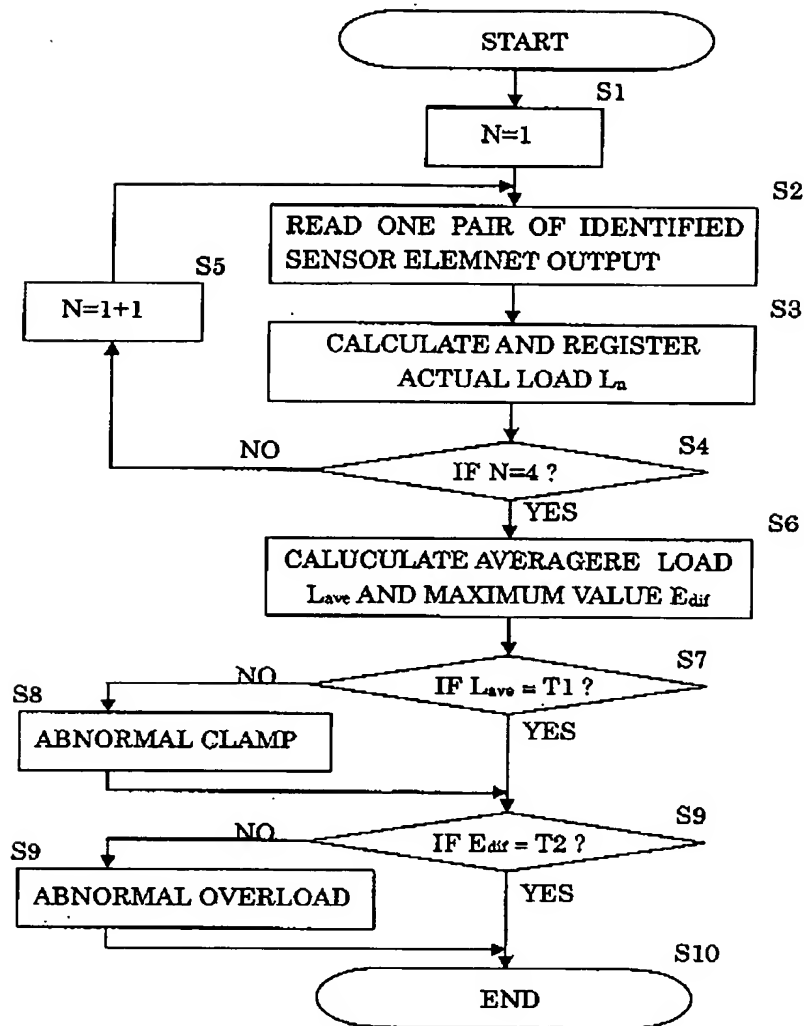 START
S1
N=1
S2
READ ONE PAIR OF IDENTIFIED
SENSOR ELEMNET OUTPUT
S5
N=1+1
S3
CALCULATE AND REGISTER
ACTUAL LOAD Ln
NO
S4
IF N=4 ?
YES
S6
CALUCULATE AVERAGERE LOAD
Lave AND MAXIMUM VALUE Edif
S7
NO
IF Lave = T1 ?
S8
YES
ABNORMAL CLAMP
S9
NO
IF Edif = T2 ?
S9
YES
ABNORMAL OVERLOAD
S10
END